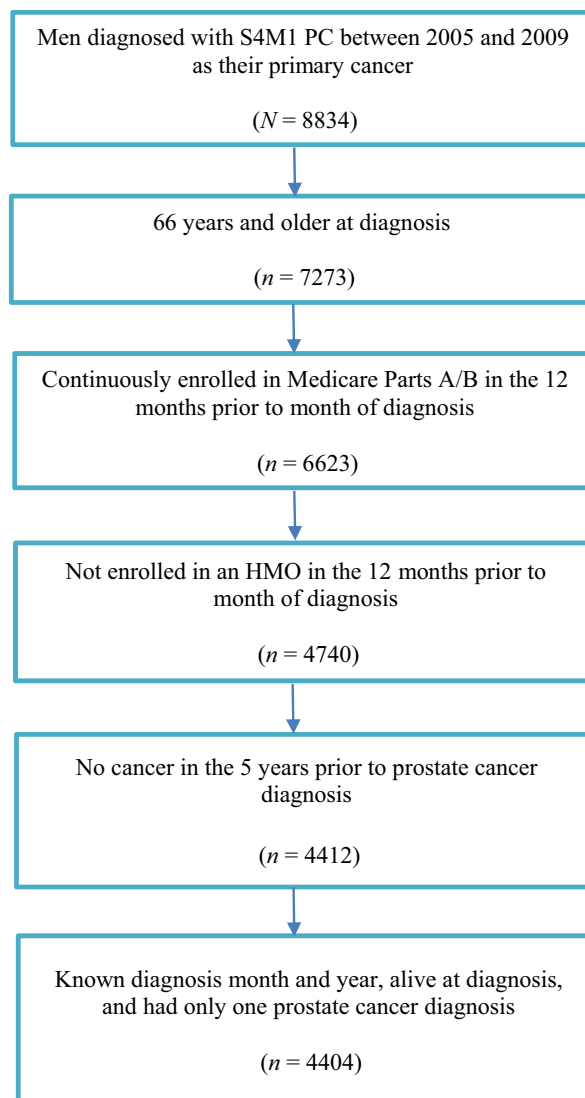 Men diagnosed with S4M1 PC between 2005 and 2009
as their primary cancer
(N = 8834)
66 years and older at diagnosis
(n = 7273)
Continuously enrolled in Medicare Parts A/B in the 12
months prior to month of diagnosis
(n = 6623)
Not enrolled in an HMO in the 12 months prior to
month of diagnosis
(n = 4740)
No cancer in the 5 years prior to prostate cancer
diagnosis
(n = 4412)
Known diagnosis month and year, alive at diagnosis,
and had only one prostate cancer diagnosis
(n = 4404)